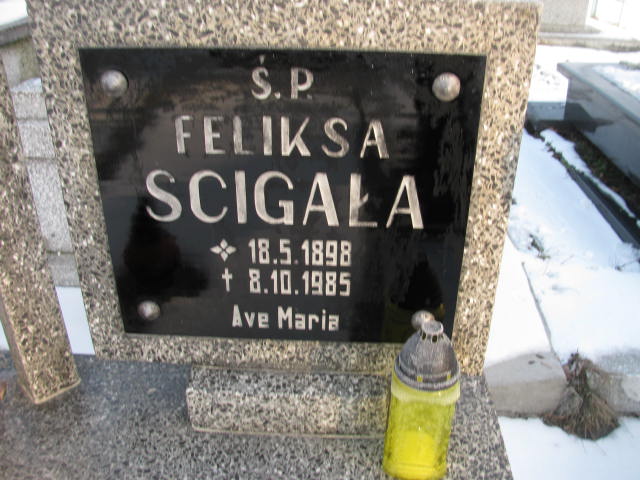 Ś.P.
FELIKSA
SCIGAŁA
18.5.1898
† 8.10.1985
Ave Maria